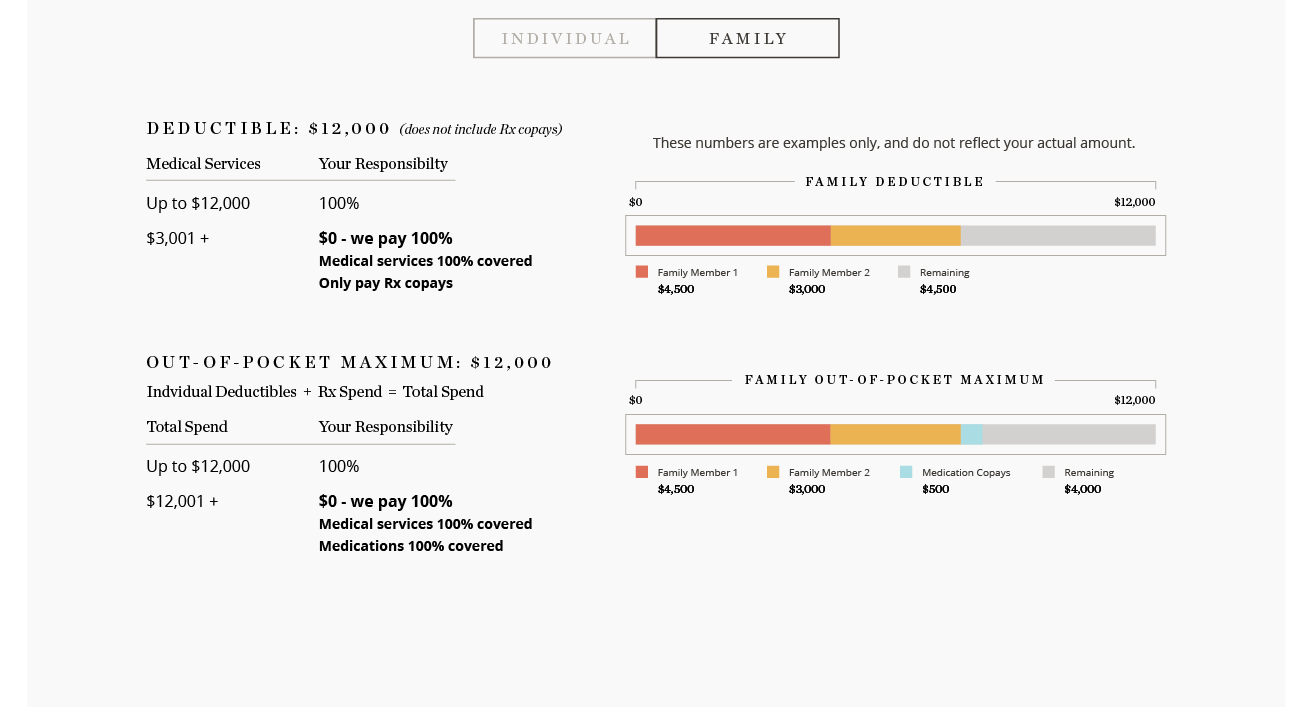 INDIVIDUAL FAMILY
DEDUCTIBLE: $12,000 (does not include Rx copays)
Medical Services Your Responsibilty
Up to $12,000 100%
$3,001 + $0 - we pay 100%
Medical services 100% covered
Only pay Rx copays
These numbers are examples only, and do not reflect your actual amount.
FAMILY DEDUCTIBLE
$0 $12,000
Family Member 1 Family Member 2 Remaining
$4,500 $3,000 $4,500
OUT-OF-POCKET MAXIMUM: $12,000
Indvidual Deductibles + Rx Spend = Total Spend
Total Spend Your Responsibility
Up to $12,000 100%
$12,001 + $0 - we pay 100%
Medical services 100% covered
Medications 100% covered
FAMILY OUT-OF-POCKET MAXIMUM
$0 $12,000
Family Member 1 Family Member 2 Medication Copays Remaining
$4,500 $3,000 $500 $4,000